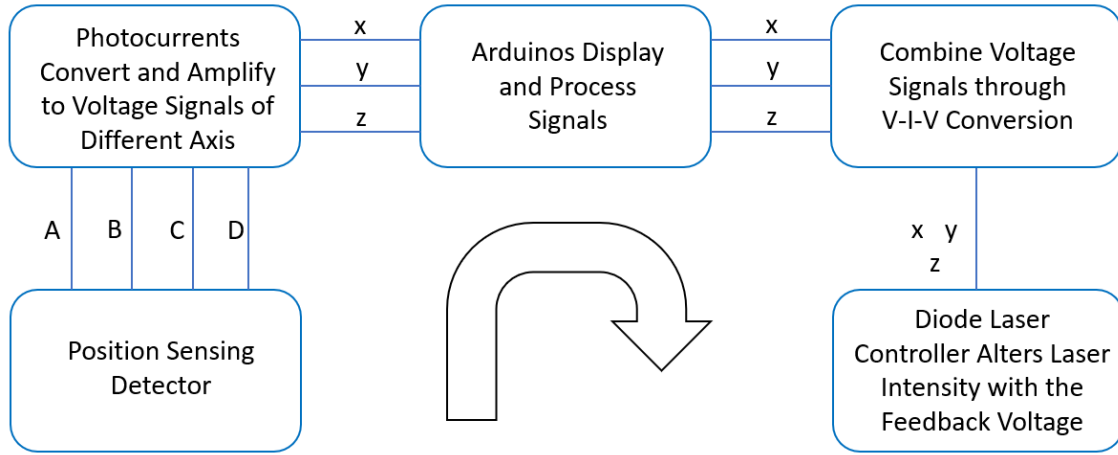 Photocurrents
Convert and Amplify
to Voltage Signals of
Different Axis
x
y
z
Arduinos Display
and Process
Signals
x
y
z
Combine Voltage
Signals through
V-I-V Conversion
A B C D
x y
z
Position Sensing
Detector
Diode Laser
Controller Alters Laser
Intensity with the
Feedback Voltage